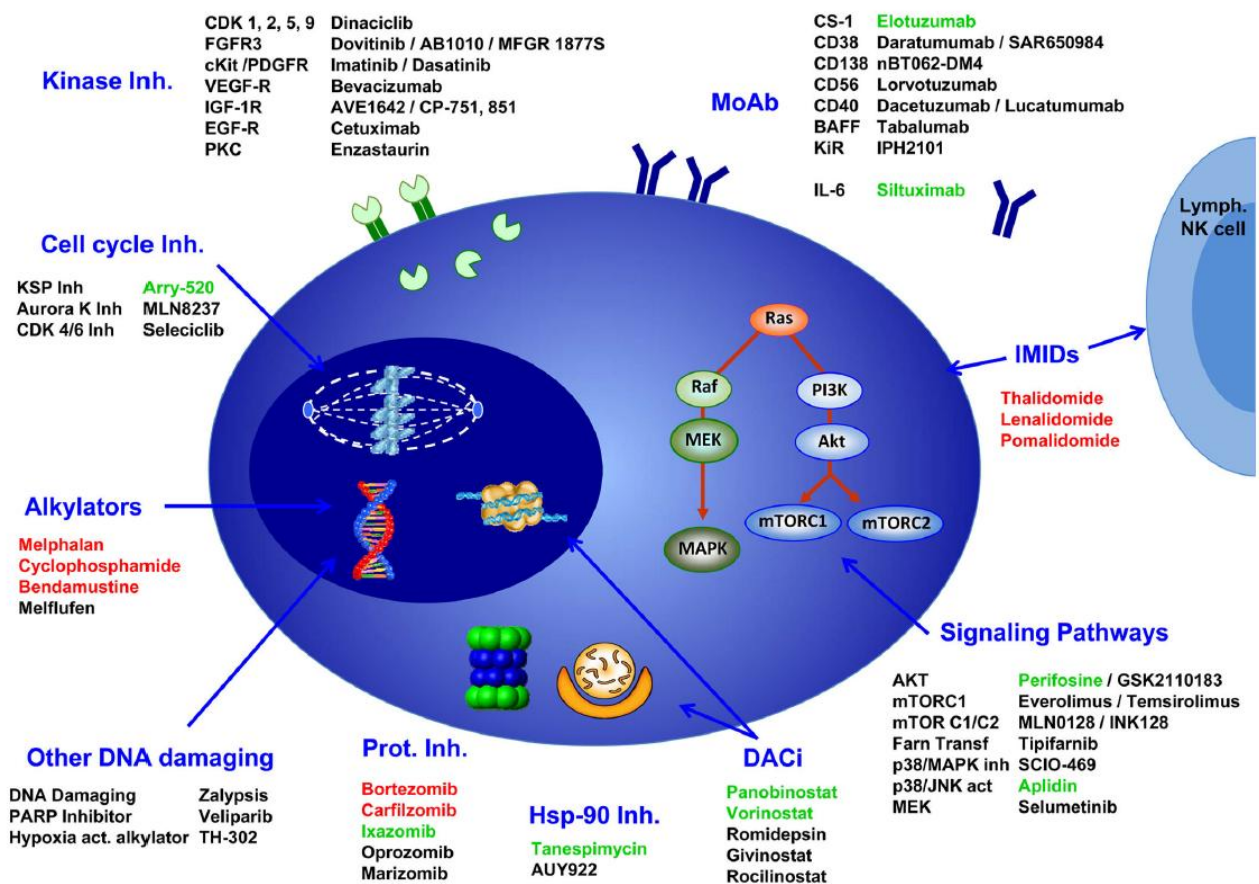 Kinase Inh.
CDK 1, 2, 5, 9 Dinaciclib
FGFR3 Dovitinib / AB1010 / MFGR 1877S
cKit /PDGFR Imatinib / Dasatinib
VEGF-R Bevacizumab
IGF-1R AVE1642 / CP-751, 851
EGF-R Cetuximab
PKC Enzastaurin
MoAb
CS-1 Elotuzumab
CD38 Daratumumab / SAR650984
CD138 nBT062-DM4
CD56 Lorvotuzumab
CD40 Dacetuzumab / Lucatumumab
BAFF Tabalumab
KiR IPH2101
IL-6 Siltuximab
Lymph.
NK cell
Cell cycle Inh.
KSP Inh Arry-520
Aurora K Inh MLN8237
CDK 4/6 Inh Seleciclib
Ras
Raf
PI3K
MEK
Akt
MAPK
mTORC1
mTORC2
IMIDs
Thalidomide
Lenalidomide
Pomalidomide
Alkylators
Melphalan
Cyclophosphamide
Bendamustine
Melflufen
Signaling Pathways
AKT Perifosine / GSK2110183
mTORC1 Everolimus / Temsirolimus
mTOR C1/C2 MLN0128 / INK128
Farn Transf Tipifarnib
p38/MAPK inh SCIO-469
p38/JNK act Aplidin
MEK Selumetinib
Other DNA damaging
DNA Damaging Zalypsis
PARP Inhibitor Veliparib
Hypoxia act. alkylator TH-302
Prot. Inh.
Bortezomib
Carfilzomib
Ixazomib
Oprozomib
Marizomib
Hsp-90 Inh.
Tanespimycin
AUY922
DACi
Panobinostat
Vorinostat
Romidepsin
Givinostat
Rocilinostat